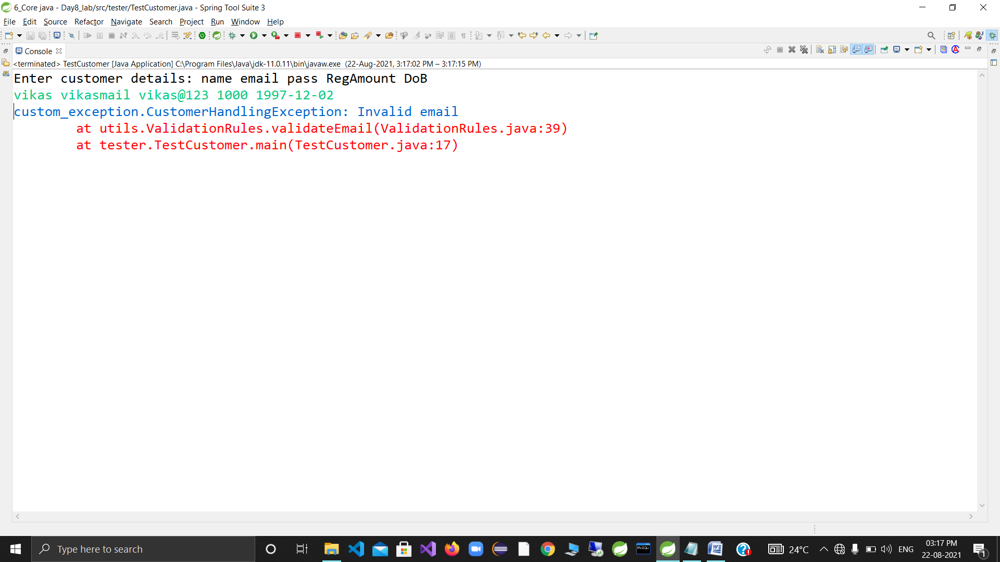 6_Core java - Day8_lab/src/tester/TestCustomer.java - Spring Tool Suite 3
File Edit Source Refactor Navigate Search Project Run Window Help
Console
<terminated> TestCustomer [Java Application] C:\Program Files\Java\jdk-11.0.11\bin\javaw.exe (22-Aug-2021, 3:17:02 PM – 3:17:15 PM)
Enter customer details: name email pass RegAmount DoB
vikas vikasmail vikas@123 1000 1997-12-02
custom_exception.CustomerHandlingException: Invalid email
at utils.ValidationRules.validateEmail(ValidationRules.java:39)
at tester.TestCustomer.main(TestCustomer.java:17)
Type here to search
MySQL
24°C
ENG
03:17 PM
22-08-2021
1